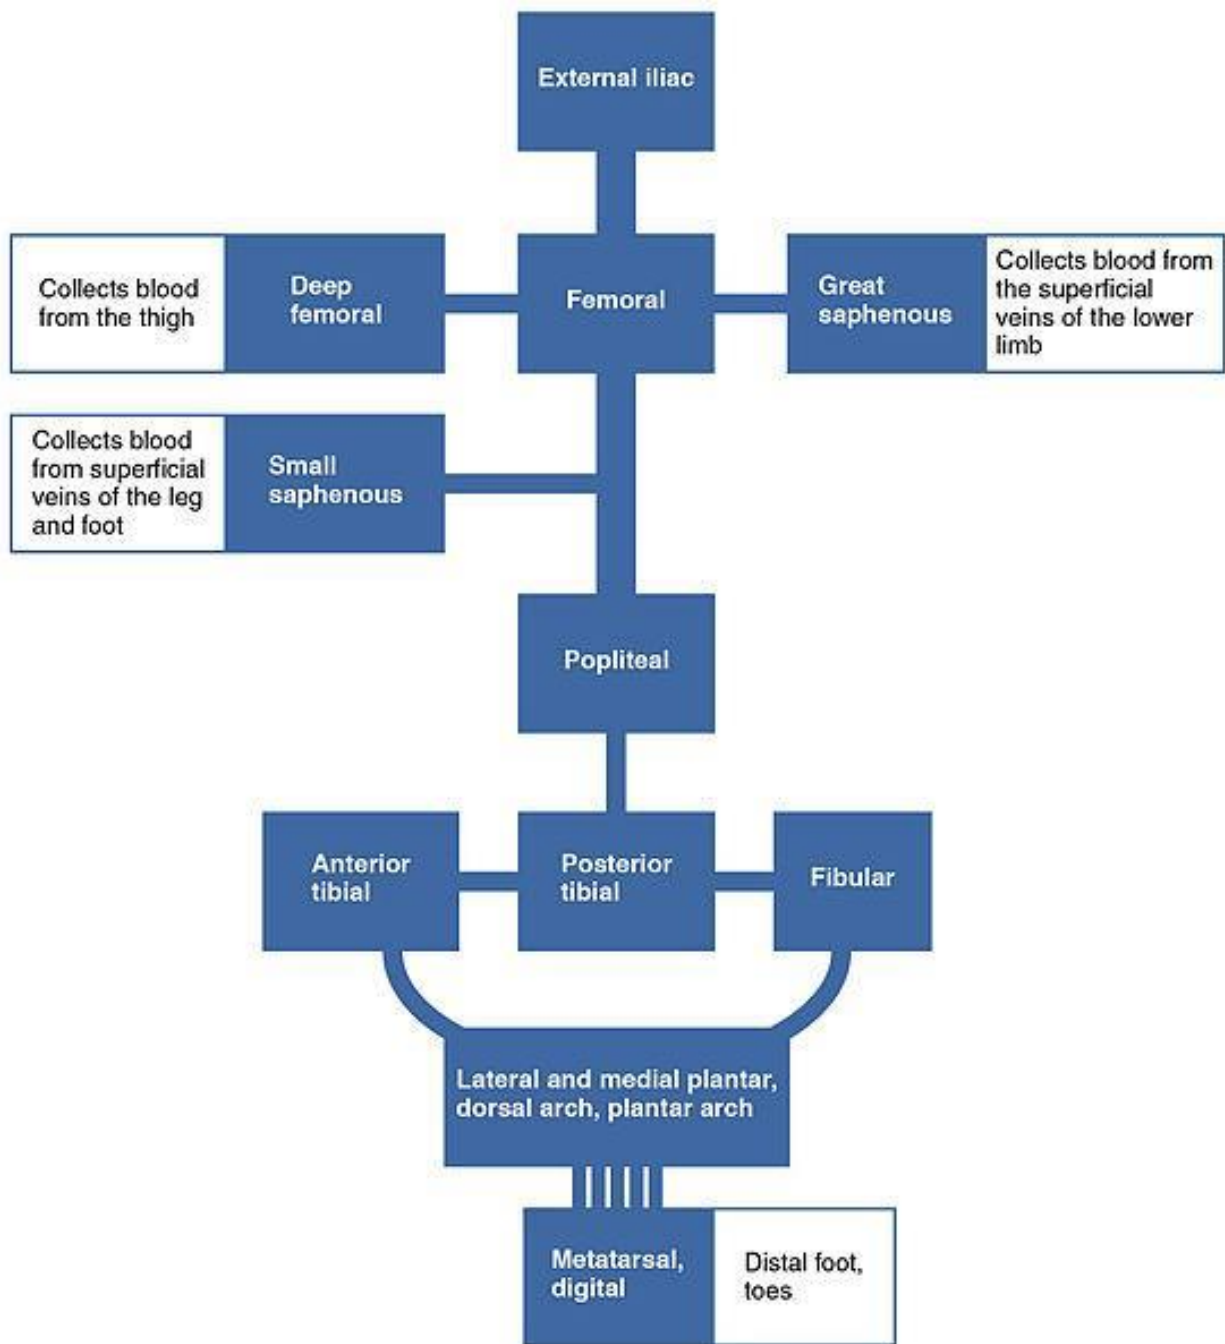 External iliac
Collects blood
from the thigh
Deep
femoral
Femoral
Great
saphenous
Collects blood from
the superficial
veins of the lower
limb
Collects blood
from superficial
veins of the leg
and foot
Small
saphenous
Popliteal
Anterior
tibial
Posterior
tibial
Fibular
Lateral and medial plantar,
dorsal arch, plantar arch
Metatarsal,
digital
Distal foot,
toes